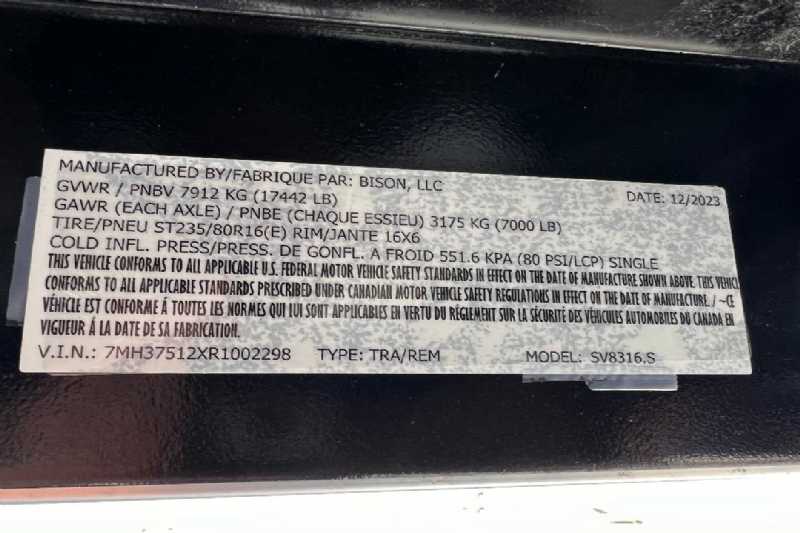 MANUFACTURED BY/FABRIQUE PAR: BISON, LLC
GVWR / PNBV 7912 KG (17442 LB) DATE: 12/2023
GAWR (EACH AXLE) / PNBE (CHAQUE ESSIEU) 3175 KG (7000 LB)
TIRE/PNEU ST235/80R16(E) RIM/JANTE 16X6
COLD INFL. PRESS/PRESS. DE GONFL. A FROID 551.6 KPA (80 PSI/LCP) SINGLE
THIS VEHICLE CONFORMS TO ALL APPLICABLE U.S. FEDERAL MOTOR VEHICLE SAFETY STANDARDS IN EFFECT ON THE DATE OF MANUFACTURE SHOWN ABOVE. THIS VEHIC
CONFORMS TO ALL APPLICABLE STANDARDS PRESCRIBED UNDER CANADIAN MOTOR VEHICLE SAFETY REGULATIONS IN EFFECT ON THE DATE OF MANUFACTURE. / ~CE
VÉHICLE EST CONFORME À TOUTES LES NORMES QUI LUI SONT APPLICABLES EN VERTU DU RÈGLEMENT SUR LA SÉCURITÉ DES VÉHICULES AUTOMOBILES DU CANADA EN
VIGUEUR À LA DATE DE SA FABRICATION.
V.I.N.: 7MH37512XR1002298 TYPE: TRA/REM MODEL: SV8316.S